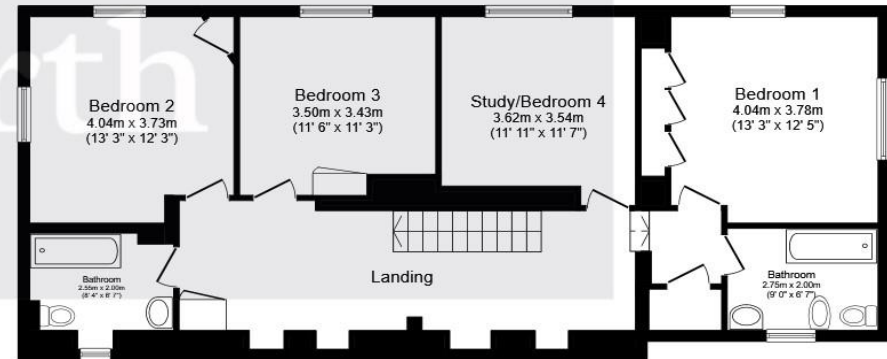 rth
Bedroom 2
4.04m x 3.73m
(13' 3" x 12' 3")
Bedroom 3
3.50m x 3.43m
(11' 6" x 11' 3")
Study/Bedroom 4
3.62m x 3.54m
(11' 11" x 11' 7")
Bedroom 1
4.04m x 3.78m
(13' 3" x 12' 5")
Bathroom
2.55m x 2.00m
(8' 4" x 6' 7")
Landing
Bathroom
2.75m x 2.00m
(9' 0" x 6' 7")